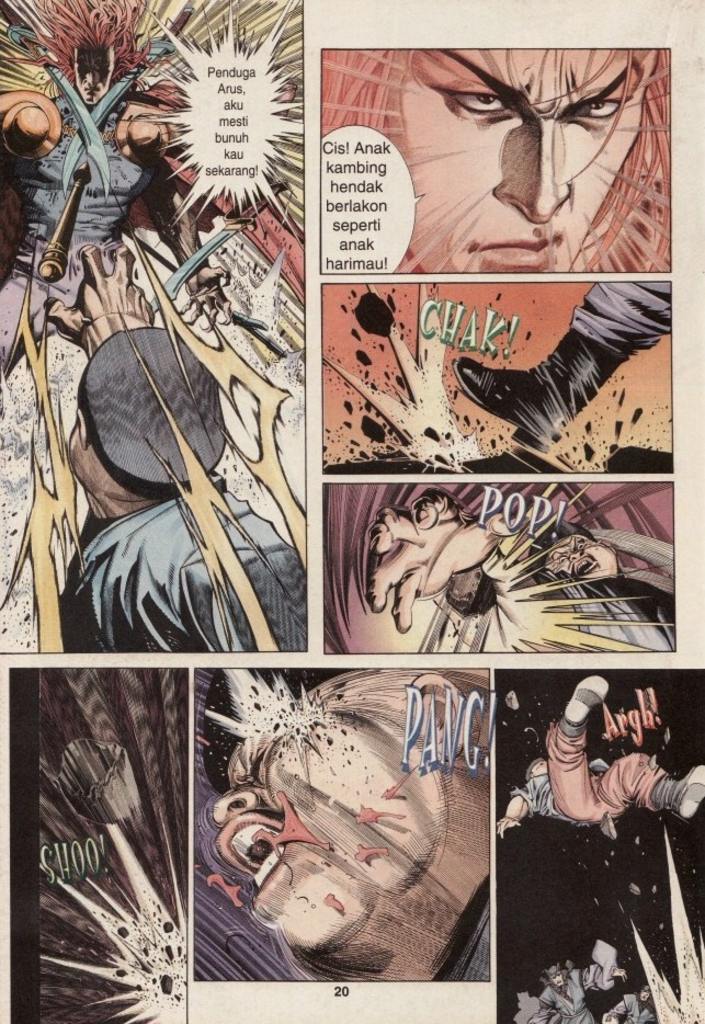 Penduga
Arus,
aku
mesti
bunuh
kau
sekarang!
Cis! Anak
kambing
hendak
berlakon
seperti
anak
harimau!
CHAK!
POP!
SHOO!
PANG!
Argh!
20